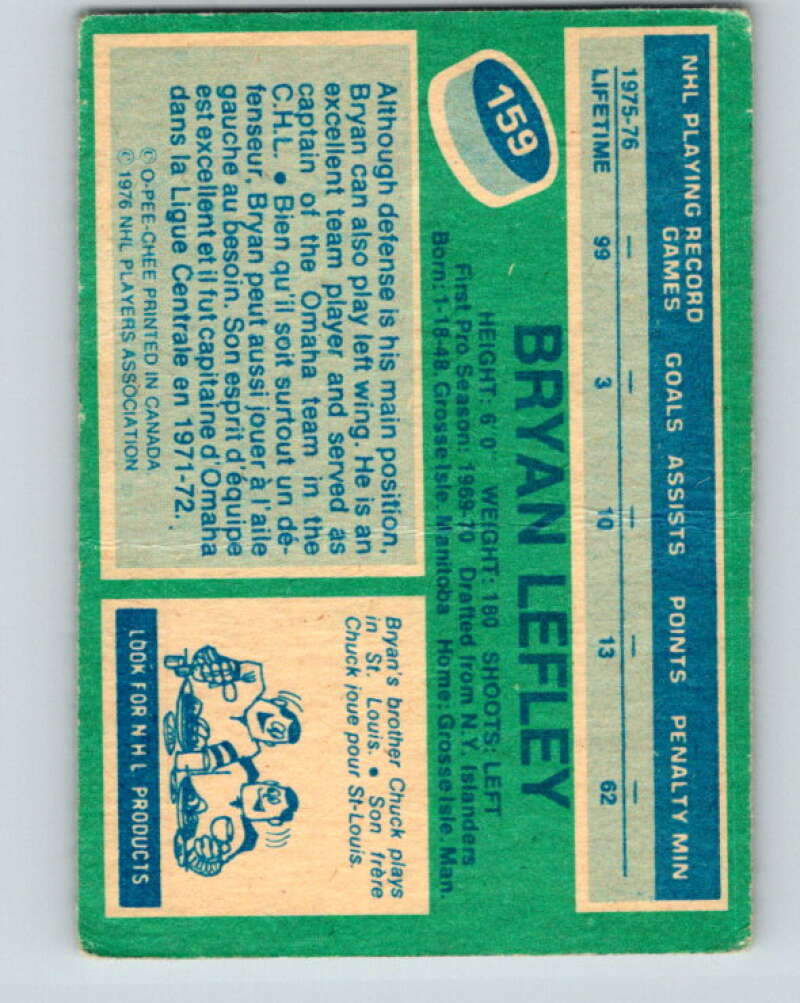 NHL PLAYING RECORD
GAMES GOALS ASSISTS POINTS PENALTY MIN
1975-76 — — — — —
LIFETIME 99 3 10 13 62
159
BRYAN LEFLEY
HEIGHT: 6'0" WEIGHT: 180 SHOOTS: LEFT
First Pro Season: 1969-70 Drafted from N.Y. Islanders
Born: 1-18-48, Grosse Isle, Manitoba Home: Grosse Isle, Man.
Although defense is his main position,
Bryan can also play left wing. He is an
excellent team player and served as
captain of the Omaha team in the
C.H.L. • Bien qu'il soit surtout un dé-
fenseur, Bryan peut aussi jouer à l'aile
gauche au besoin. Son esprit d'équipe
est excellent et il fut capitaine d'Omaha
dans la Ligue Centrale en 1971-72.
© O-PEE-CHEE PRINTED IN CANADA
© 1976 NHL PLAYERS ASSOCIATION
Bryan's brother Chuck plays
in St. Louis. • Son frère
Chuck joue pour St-Louis.
LOOK FOR NHL PRODUCTS